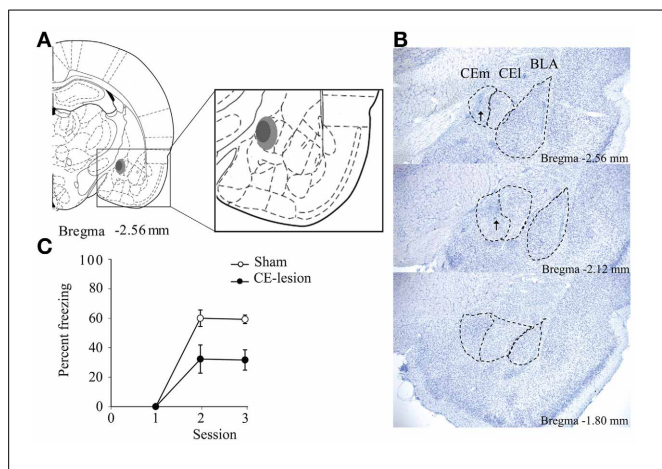 A
Bregma -2.56 mm
B
CEm CEl BLA
Bregma -2.56 mm
Bregma -2.12 mm
Bregma -1.80 mm
C
Sham
CE-lesion
Percent freezing
100
80
60
40
20
0
0 1 2 3
Session